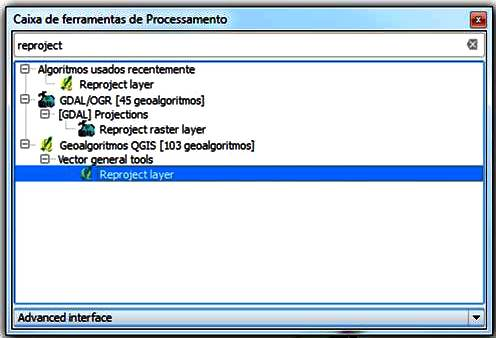 Caixa de ferramentas de Processamento
reproject
Algoritmos usados recentemente
Reproject layer
GDAL/OGR [45 geoalgoritmos]
[GDAL] Projections
Reproject raster layer
Geoalgoritmos QGIS [103 geoalgoritmos]
Vector general tools
Reproject layer
Advanced interface